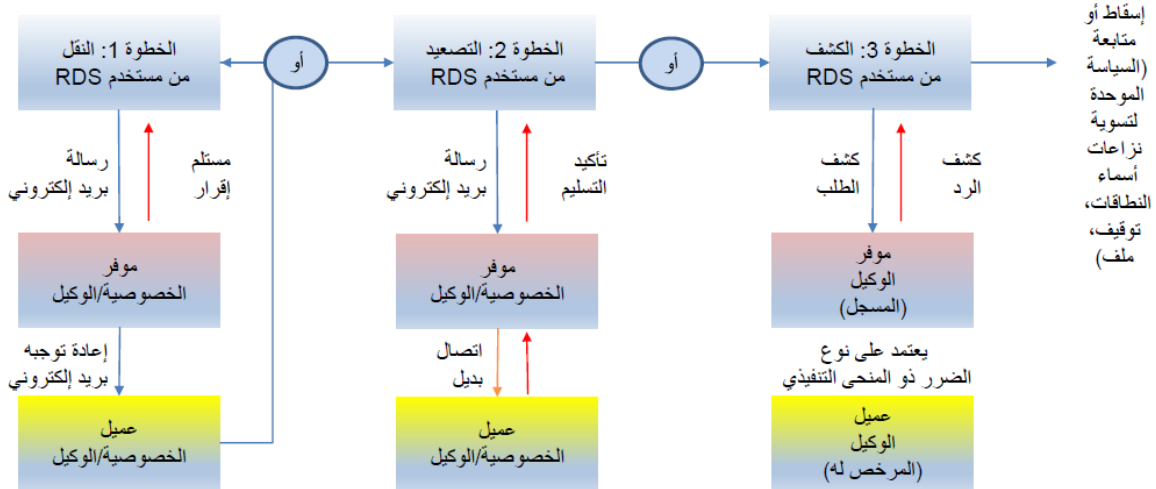 الخطوة 1: النقل
من مستخدم RDS
أو
الخطوة 2: التصعيد
من مستخدم RDS
أو
الخطوة 3: الكشف
من مستخدم RDS
إسقاط أو
متابعة
(السياسة
الموحدة
لتسوية
نزاعات
أسماء
النطاقات،
توقيف،
ملف)
رسالة
بريد إلكتروني
مستلم
إقرار
رسالة
بريد إلكتروني
تأكيد
التسليم
كشف
الطلب
كشف
الرد
موفر
الخصوصية/الوكيل
موفر
الخصوصية/الوكيل
موفر
الوكيل
(المسجل)
إعادة توجبه
بريد إلكتروني
اتصال
بديل
يعتمد على نوع
الضرر ذو المنحى التنفيذي
عميل
الخصوصية/الوكيل
عميل
الخصوصية/الوكيل
عميل
الوكيل
(المرخص له)